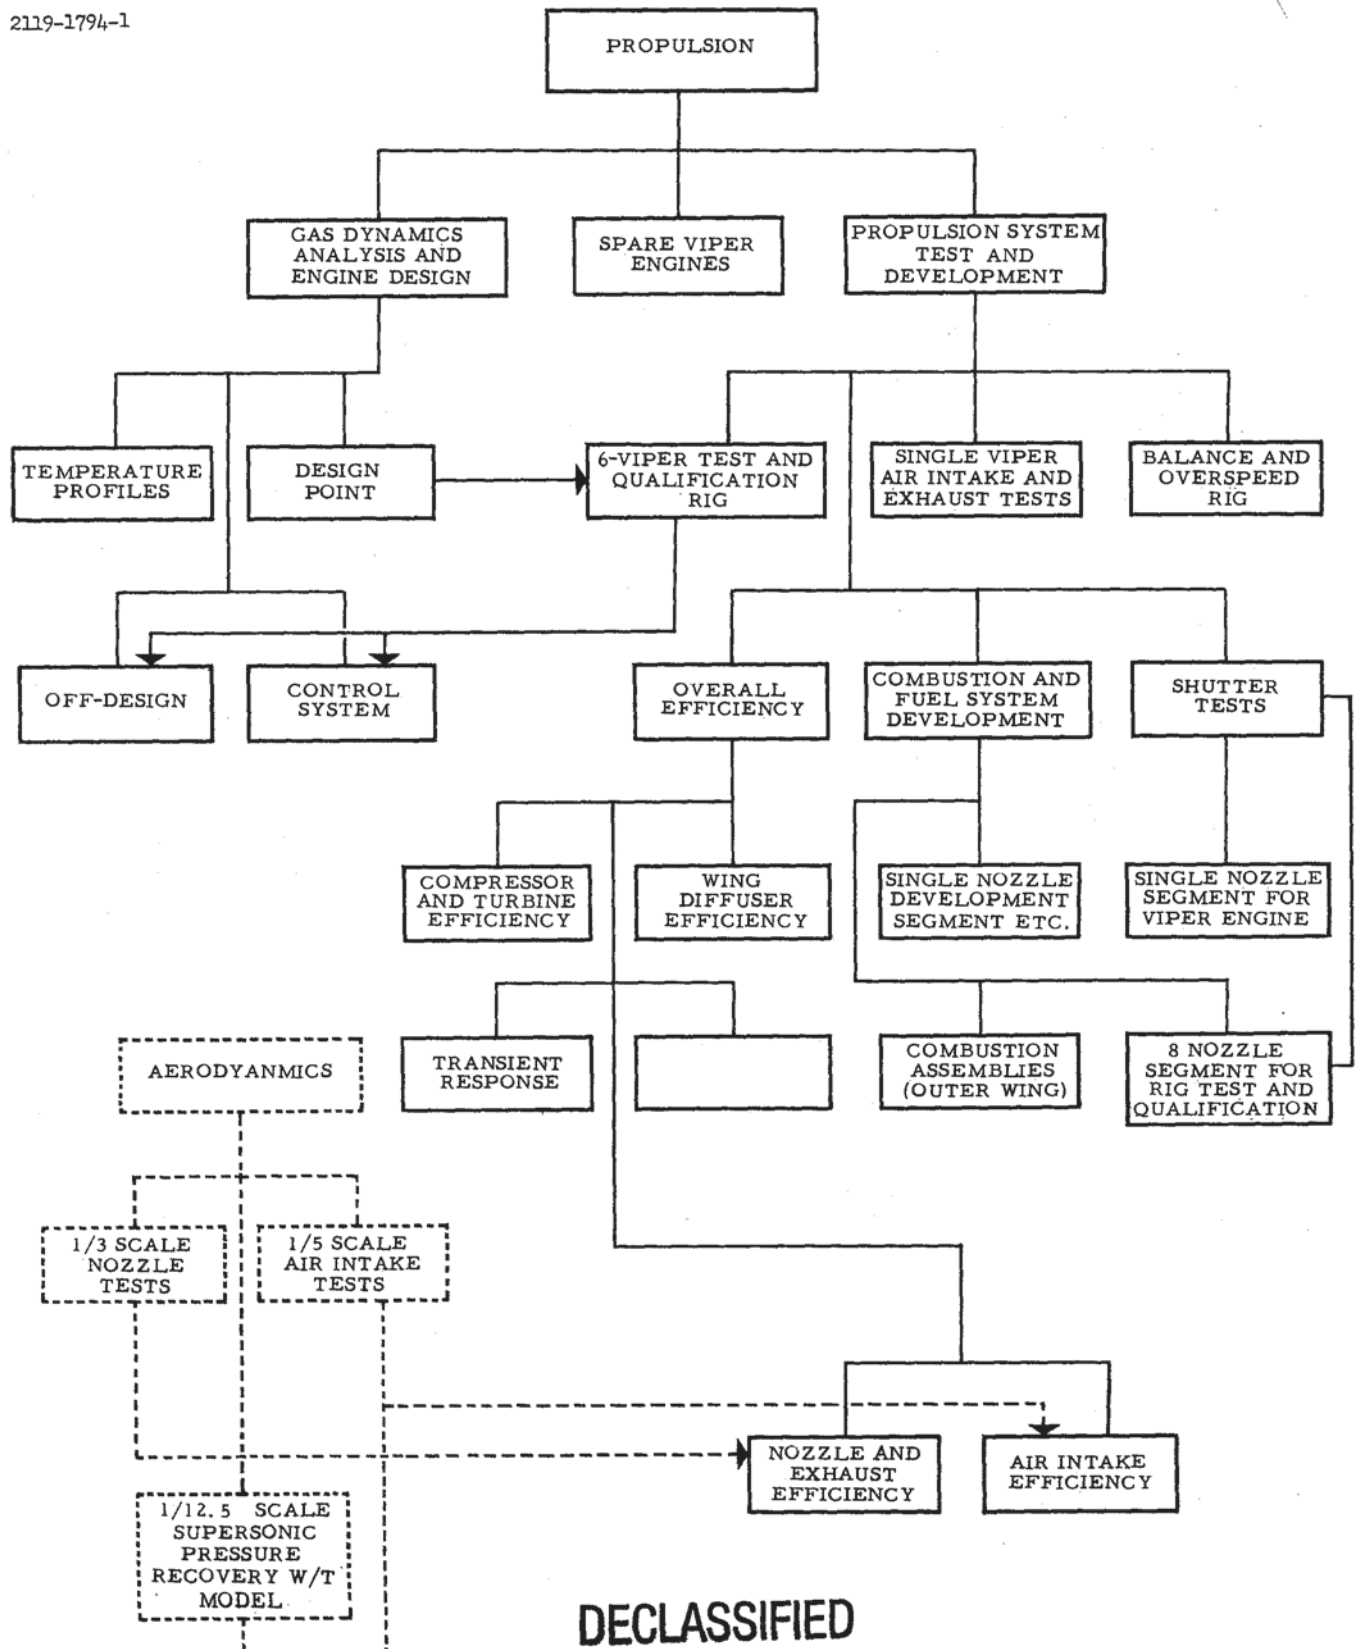 2119-1794-1
PROPULSION
GAS DYNAMICS
ANALYSIS AND
ENGINE DESIGN
SPARE VIPER
ENGINES
PROPULSION SYSTEM
TEST AND
DEVELOPMENT
TEMPERATURE
PROFILES
DESIGN
POINT
6-VIPER TEST AND
QUALIFICATION
RIG
SINGLE VIPER
AIR INTAKE AND
EXHAUST TESTS
BALANCE AND
OVERSPEED
RIG
OFF-DESIGN
CONTROL
SYSTEM
OVERALL
EFFICIENCY
COMBUSTION AND
FUEL SYSTEM
DEVELOPMENT
SHUTTER
TESTS
COMPRESSOR
AND TURBINE
EFFICIENCY
WING
DIFFUSER
EFFICIENCY
SINGLE NOZZLE
DEVELOPMENT
SEGMENT ETC.
SINGLE NOZZLE
SEGMENT FOR
VIPER ENGINE
AERODYANMICS
TRANSIENT
RESPONSE
COMBUSTION
ASSEMBLIES
(OUTER WING)
8 NOZZLE
SEGMENT FOR
RIG TEST AND
QUALIFICATION
1/3 SCALE
NOZZLE
TESTS
1/5 SCALE
AIR INTAKE
TESTS
NOZZLE AND
EXHAUST
EFFICIENCY
AIR INTAKE
EFFICIENCY
1/12.5 SCALE
SUPERSONIC
PRESSURE
RECOVERY W/T
MODEL
DECLASSIFIED